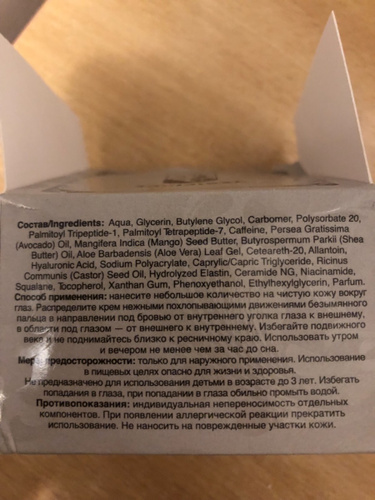 Состав/Ingredients: Aqua, Glycerin, Butylene Glycol, Carbomer, Polysorbate 20,
Palmitoyl Tripeptide-1, Palmitoyl Tetrapeptide-7, Caffeine, Persea Gratissima
(Avocado) Oil, Mangifera Indica (Mango) Seed Butter, Butyrospermum Parkii (Shea
Butter) Oil, Aloe Barbadensis (Aloe Vera) Leaf Gel, Ceteareth-20, Allantoin,
Hyaluronic Acid, Sodium Polyacrylate, Caprylic/Capric Triglyceride, Ricinus
Communis (Castor) Seed Oil, Hydrolyzed Elastin, Ceramide NG, Niacinamide,
Squalane, Tocopherol, Xanthan Gum, Phenoxyethanol, Ethylhexylglycerin, Parfum.
Способ применения: нанесите небольшое количество на чистую кожу вокруг
глаз. Распределите крем нежными похлопывающими движениями безымянного
пальца в направлении под бровью от внутреннего уголка глаза к внешнему,
в области под глазом — от внешнего к внутреннему. Избегайте подвижного
века и не поднимайтесь близко к ресничному краю. Использовать утром
и вечером не менее чем за час до сна.
Меры предосторожности: только для наружного применения. Использование
в пищевых целях опасно для жизни и здоровья.
Не предназначено для использования детьми в возрасте до 3 лет. Избегать
попадания в глаза, при попадании в глаза обильно промыть водой.
Противопоказания: индивидуальная непереносимость отдельных
компонентов. При появлении аллергической реакции прекратить
использование. Не наносить на поврежденные участки кожи.